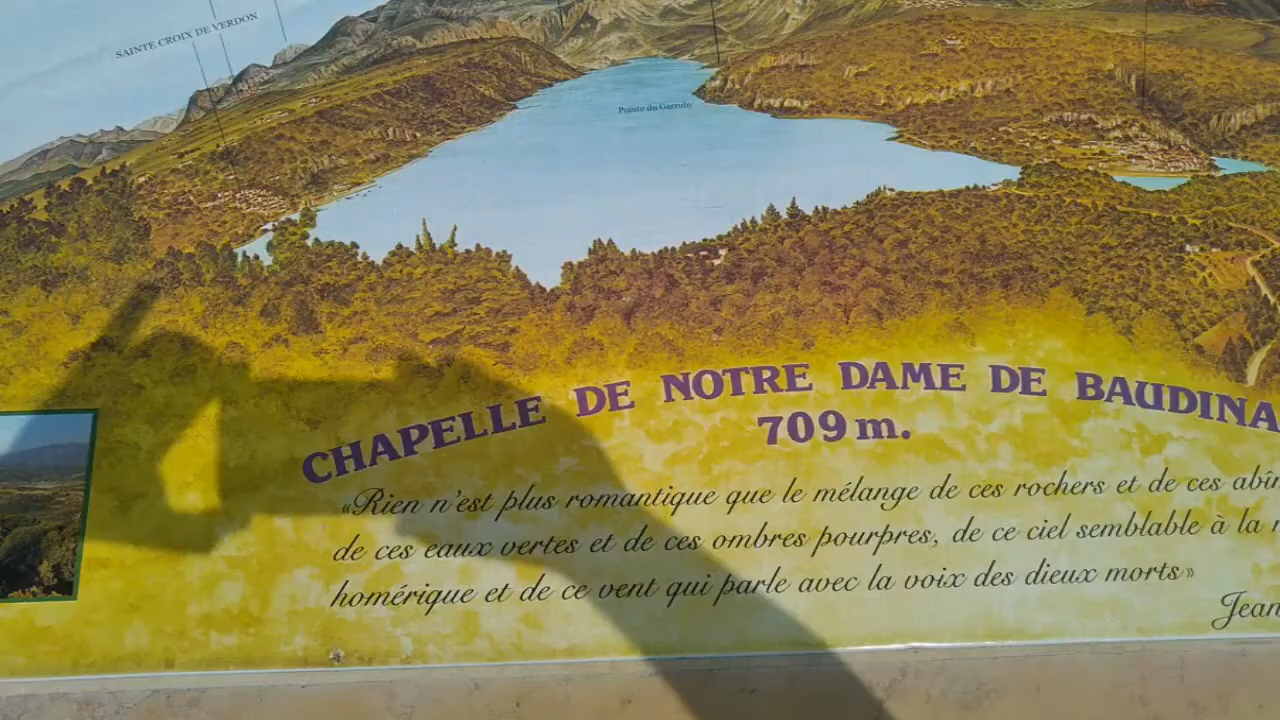 SAINTE CROIX DE VERDON
Pointe du Garruby
CHAPELLE DE NOTRE DAME DE BAUDINA
709 m.
«Rien n'est plus romantique que le mélange de ces rochers et de ces abîn
de ces eaux vertes et de ces ombres pourpres, de ce ciel semblable à la
homérique et de ce vent qui parle avec la voix des dieux morts»
Jean